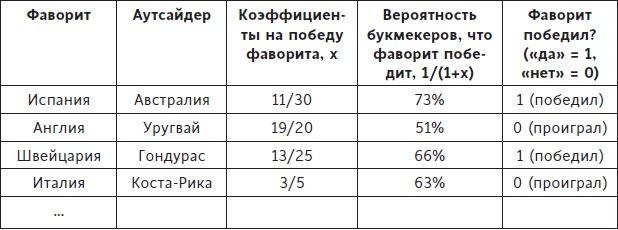 Фаворит Аутсайдер Коэффициен- Вероятность Фаворит
ты на победу букмекеров, что победил?
фаворита, x фаворит побе- («да» = 1,
дит, 1/(1+x) «нет» = 0)
Испания Австралия 11/30 73% 1 (победил)
Англия Уругвай 19/20 51% 0 (проиграл)
Швейцария Гондурас 13/25 66% 1 (победил)
Италия Коста-Рика 3/5 63% 0 (проиграл)
...